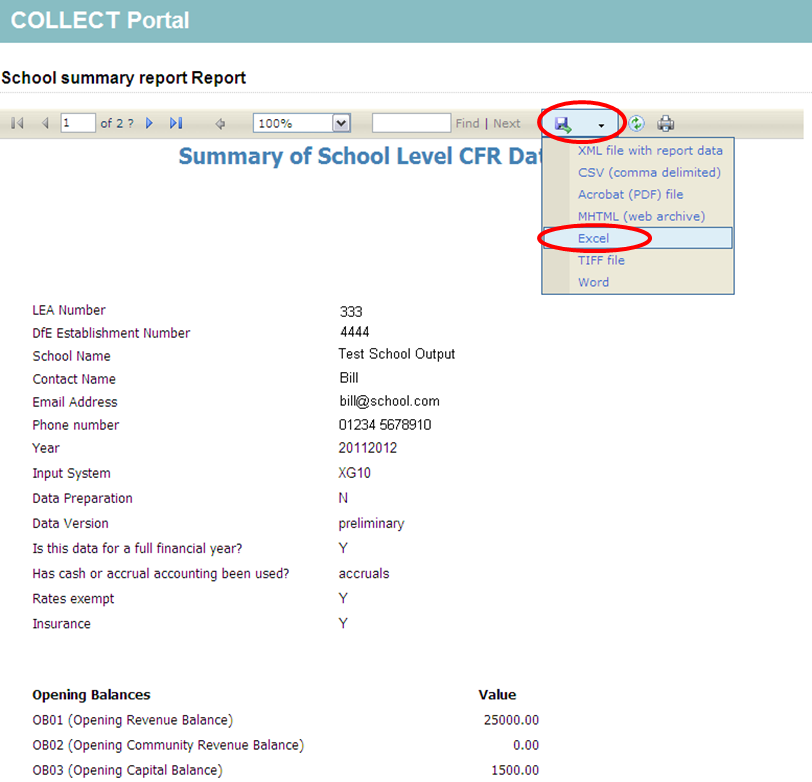 COLLECT Portal
School summary report Report
1 of 2 ? 100% Find | Next
Summary of School Level CFR Dat
XML file with report data
CSV (comma delimited)
Acrobat (PDF) file
MHTML (web archive)
Excel
TIFF file
Word
LEA Number 333
DfE Establishment Number 4444
School Name Test School Output
Contact Name Bill
Email Address bill@school.com
Phone number 01234 5678910
Year 20112012
Input System XG10
Data Preparation N
Data Version preliminary
Is this data for a full financial year? Y
Has cash or accrual accounting been used? accruals
Rates exempt Y
Insurance Y
Opening Balances Value
OB01 (Opening Revenue Balance) 25000.00
OB02 (Opening Community Revenue Balance) 0.00
OB03 (Opening Capital Balance) 1500.00